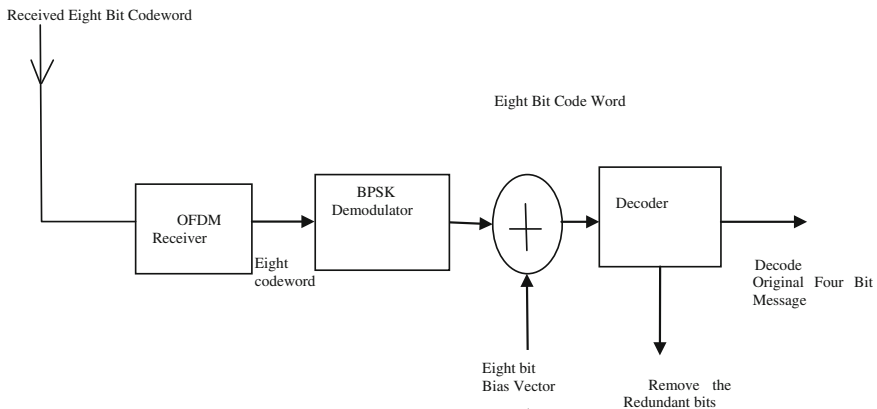 Received Eight Bit Codeword
Eight Bit Code Word
OFDM
Receiver
Eight
codeword
BPSK
Demodulator
Decoder
Decode
Original Four Bit
Message
Eight bit
Bias Vector
Remove the
Redundant bits